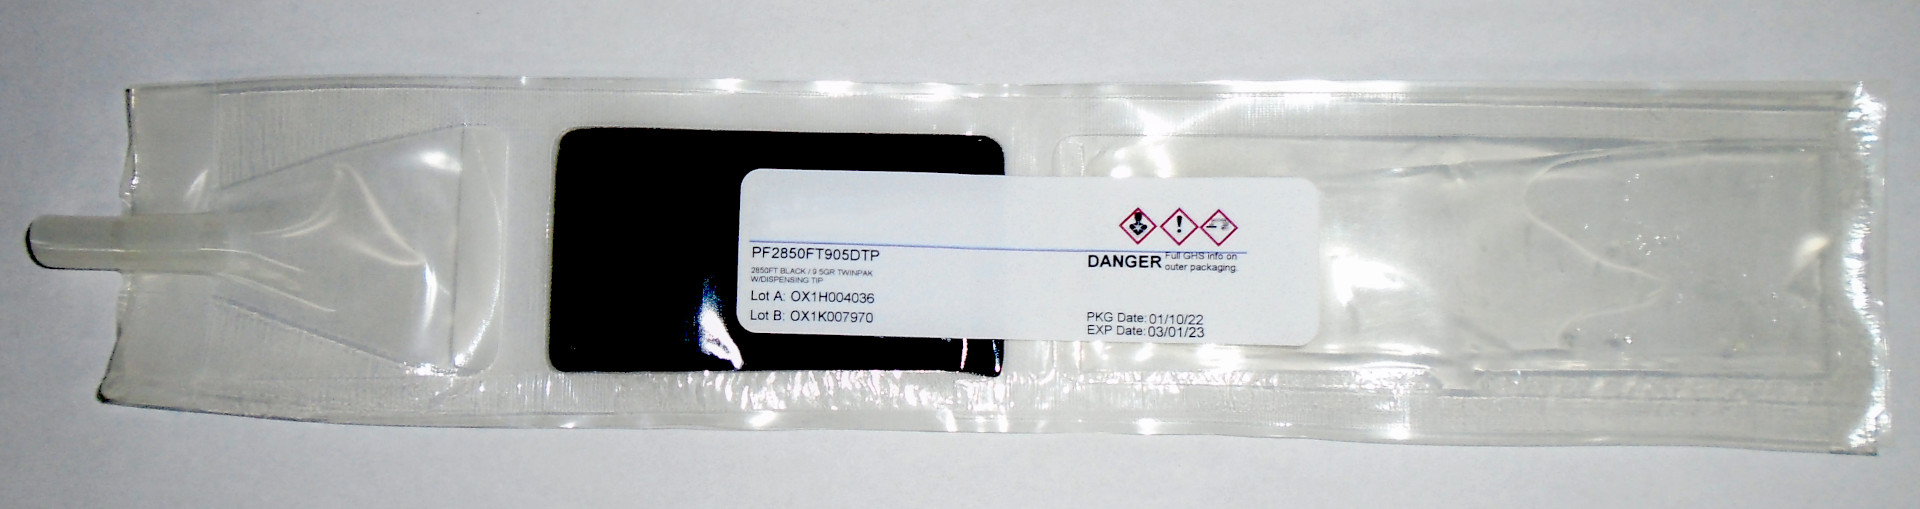 PF2850FT905DTP
2850FT BLACK / 9.5GR TWINPAK
W/DISPENSING TIP
Lot A: OX1H004036
Lot B: OX1K007970
DANGER Full GHS info on
outer packaging.
PKG Date: 01/10/22
EXP Date: 03/01/23